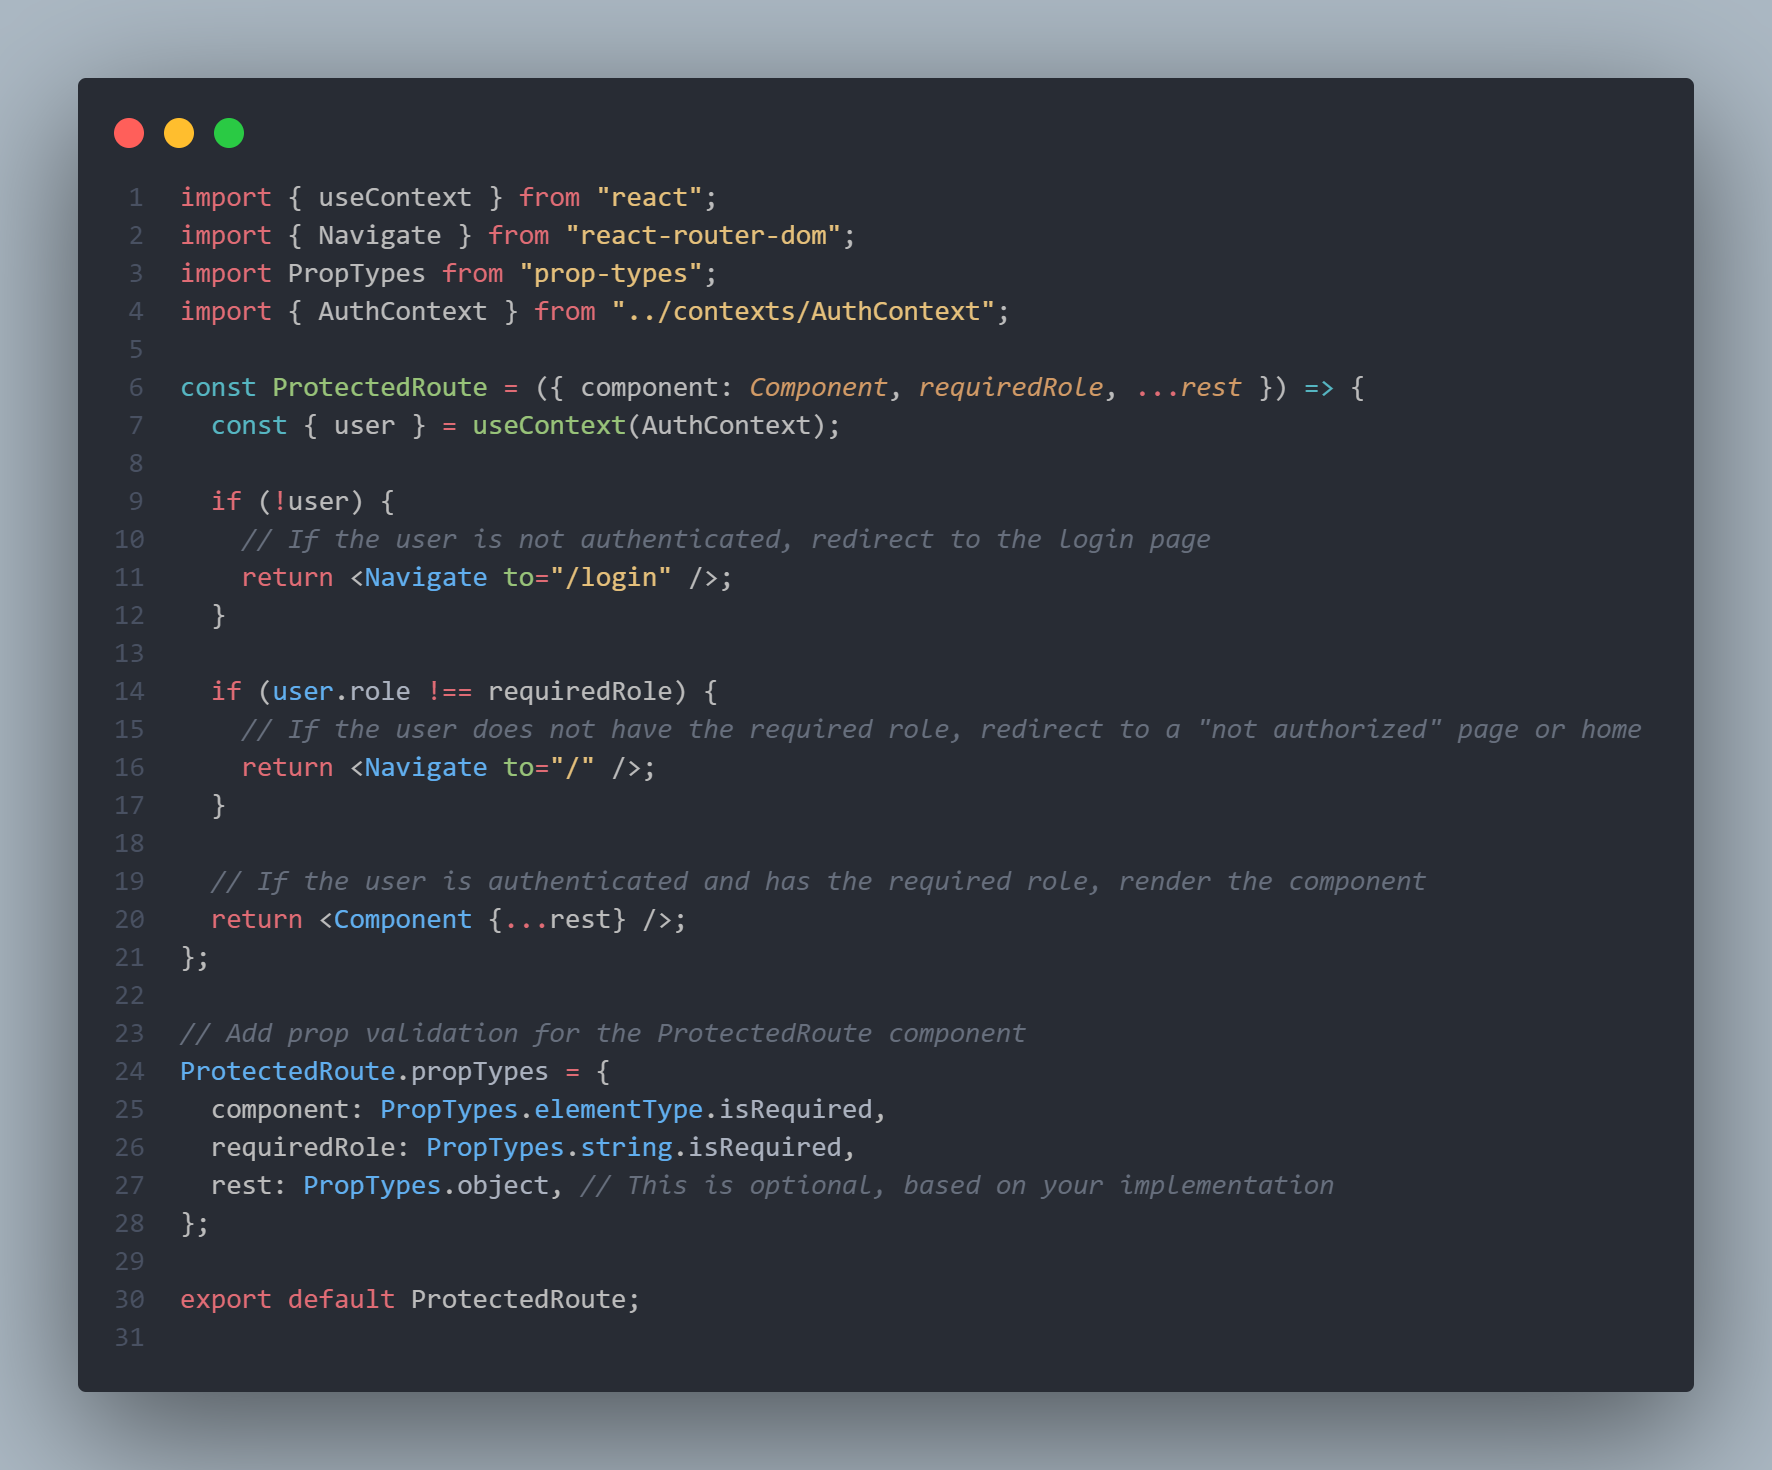 1 import { useContext } from "react";
2 import { Navigate } from "react-router-dom";
3 import PropTypes from "prop-types";
4 import { AuthContext } from "../contexts/AuthContext";
5
6 const ProtectedRoute = ({ component: Component, requiredRole, ...rest }) => {
7   const { user } = useContext(AuthContext);
8
9   if (!user) {
10     // If the user is not authenticated, redirect to the login page
11     return <Navigate to="/login" />;
12   }
13
14   if (user.role !== requiredRole) {
15     // If the user does not have the required role, redirect to a "not authorized" page or home
16     return <Navigate to="/" />;
17   }
18
19   // If the user is authenticated and has the required role, render the component
20   return <Component {...rest} />;
21 };
22
23 // Add prop validation for the ProtectedRoute component
24 ProtectedRoute.propTypes = {
25   component: PropTypes.elementType.isRequired,
26   requiredRole: PropTypes.string.isRequired,
27   rest: PropTypes.object, // This is optional, based on your implementation
28 };
29
30 export default ProtectedRoute;
31